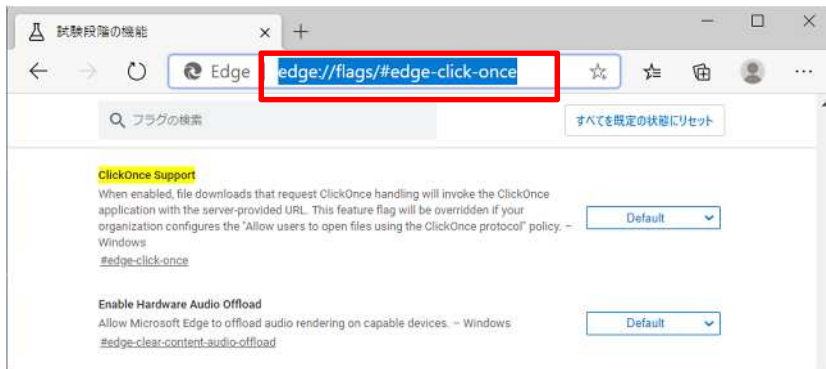 試験段階の機能
Edge
edge://flags/#edge-click-once
フラグの検索
すべてを既定の状態にリセット
ClickOnce Support
When enabled, file downloads that request ClickOnce handling will invoke the ClickOnce
application with the server-provided URL. This feature flag will be overridden if your
organization configures the "Allow users to open files using the ClickOnce protocol" policy. –
Windows
#edge-click-once
Default
Enable Hardware Audio Offload
Allow Microsoft Edge to offload audio rendering on capable devices. – Windows
#edge-clear-content-audio-offload
Default